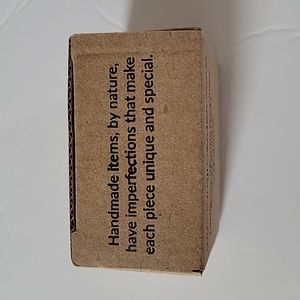 Handmade items, by nature,
have imperfections that make
each piece unique and special.